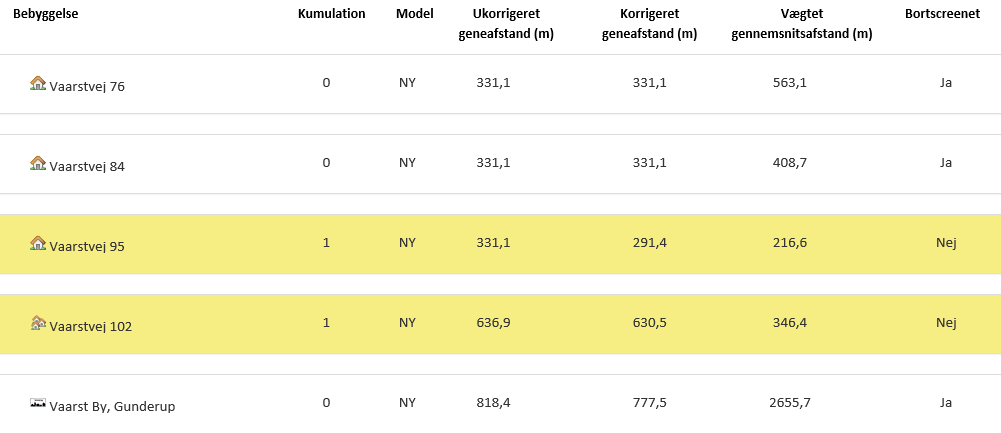 Bebyggelse Kumulation Model Ukorrigeret geneafstand (m) Korrigeret geneafstand (m) Vægtet gennemsnitsafstand (m) Bortscreenet
Vaarstvej 76 0 NY 331,1 331,1 563,1 Ja
Vaarstvej 84 0 NY 331,1 331,1 408,7 Ja
Vaarstvej 95 1 NY 331,1 291,4 216,6 Nej
Vaarstvej 102 1 NY 636,9 630,5 346,4 Nej
Vaarst By, Gunderup 0 NY 818,4 777,5 2655,7 Ja